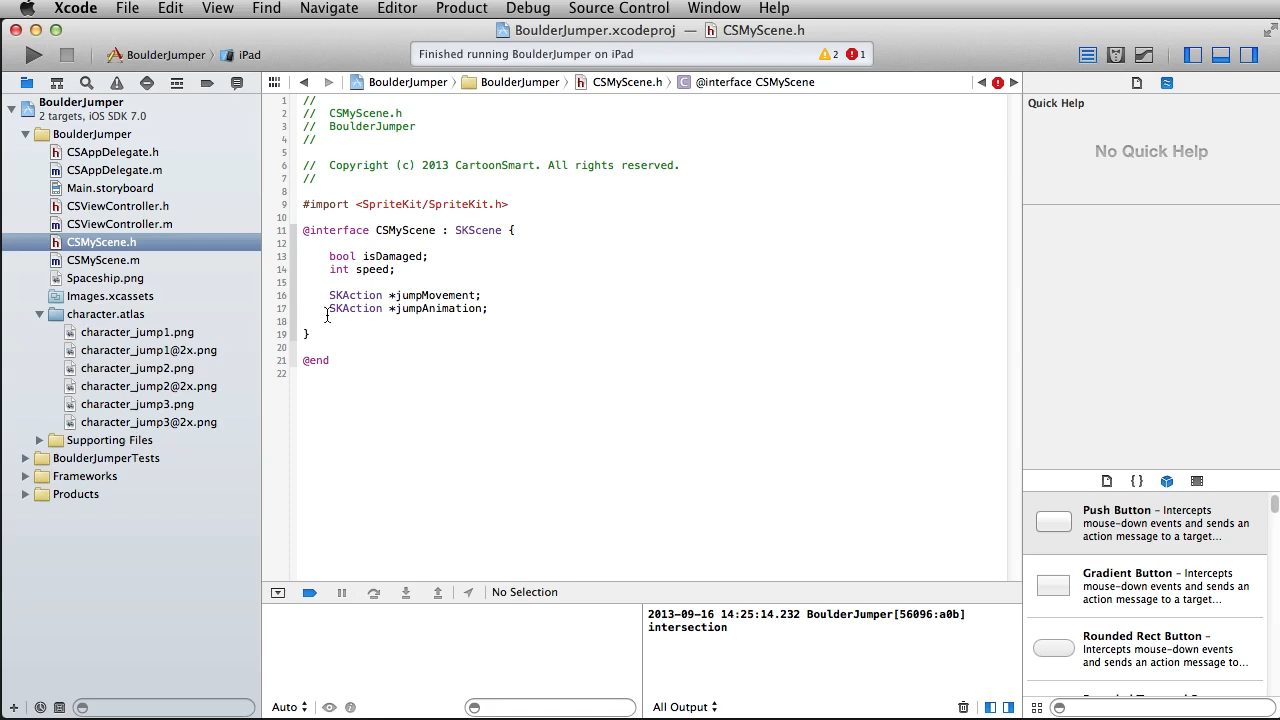 Xcode File Edit View Find Navigate Editor Product Debug Source Control Window Help
BoulderJumper.xcodeproj — CSMyScene.h
BoulderJumper iPad
Finished running BoulderJumper on iPad 2 1
BoulderJumper BoulderJumper CSMyScene.h @interface CSMyScene
BoulderJumper
2 targets, iOS SDK 7.0
BoulderJumper
CSAppDelegate.h
CSAppDelegate.m
Main.storyboard
CSViewController.h
CSViewController.m
CSMyScene.h
CSMyScene.m
Spaceship.png
Images.xcassets
character.atlas
character_jump1.png
character_jump1@2x.png
character_jump2.png
character_jump2@2x.png
character_jump3.png
character_jump3@2x.png
Supporting Files
BoulderJumperTests
Frameworks
Products
1 //
2 // CSMyScene.h
3 // BoulderJumper
4 //
5
6 // Copyright (c) 2013 CartoonSmart. All rights reserved.
7 //
8
9 #import <SpriteKit/SpriteKit.h>
10
11 @interface CSMyScene : SKScene {
12
13 bool isDamaged;
14 int speed;
15
16 SKAction *jumpMovement;
17 SKAction *jumpAnimation;
18
19 }
20
21 @end
22
No Selection
Auto
2013-09-16 14:25:14.232 BoulderJumper[56096:a0b]
intersection
All Output
Quick Help
No Quick Help
Push Button – Intercepts
mouse-down events and sends an
action message to a target...
Gradient Button – Intercepts
mouse-down events and sends an
action message to a target...
Rounded Rect Button –
Intercepts mouse-down events
and sends an action message to...